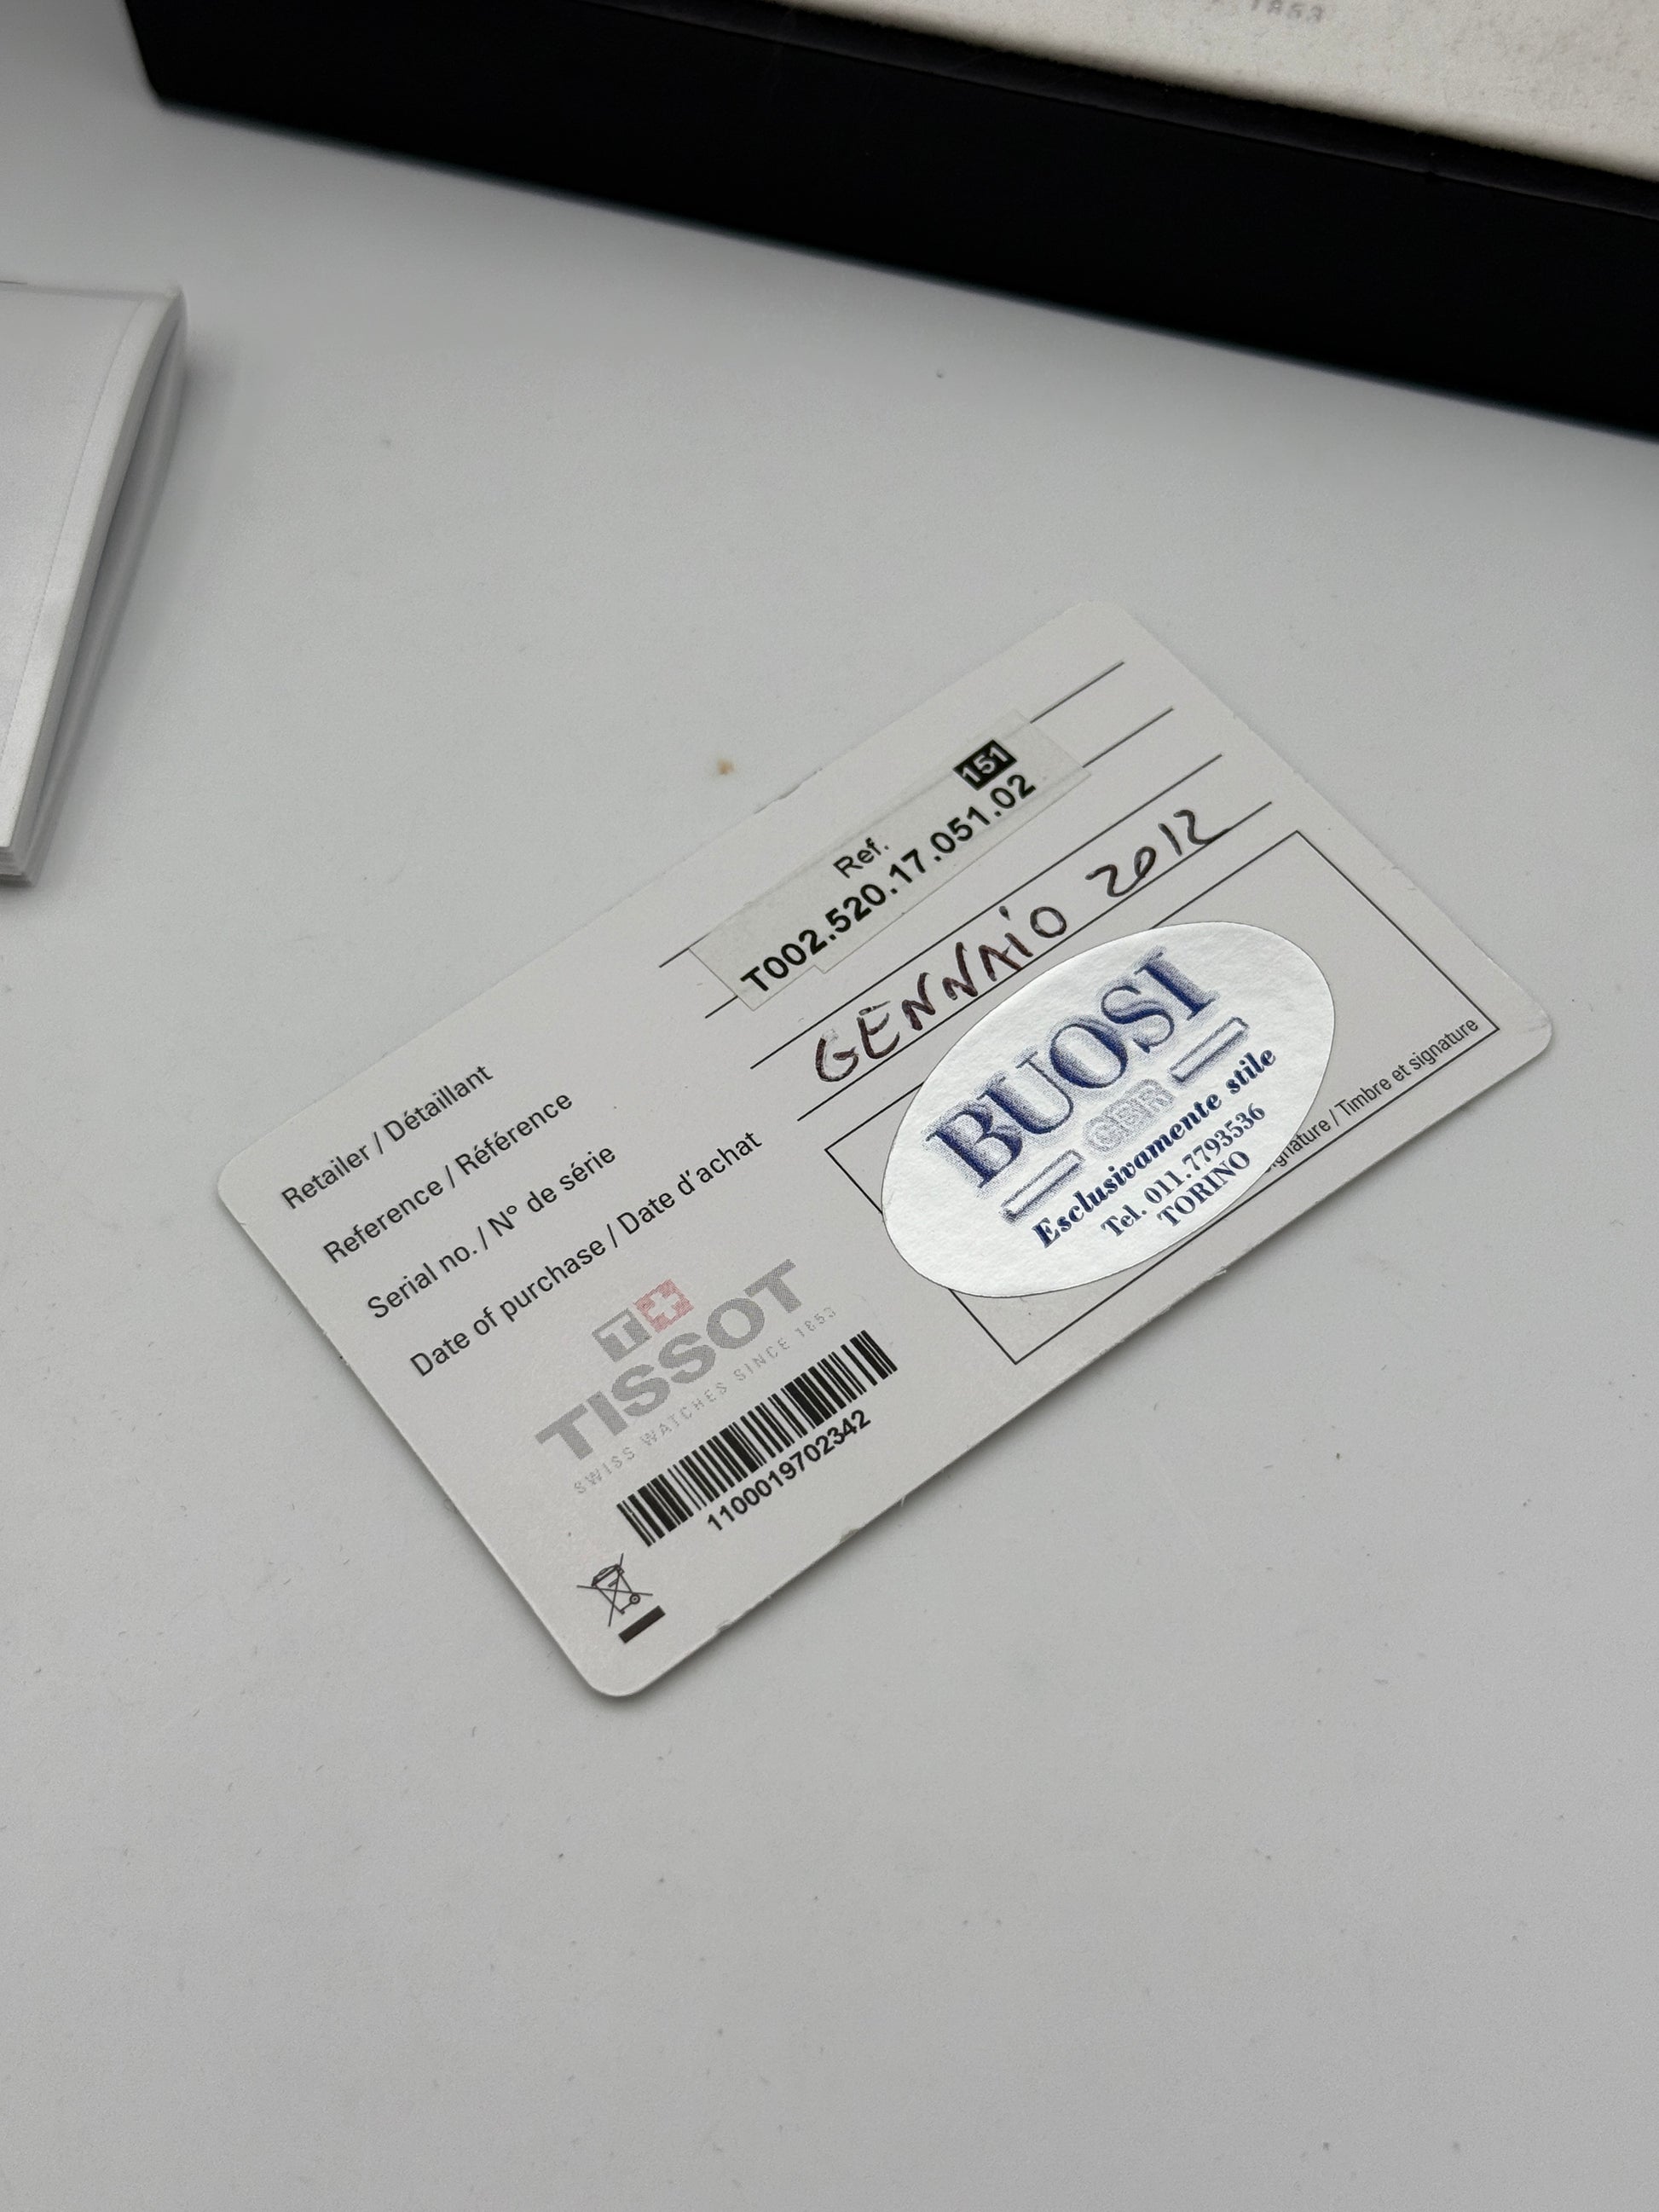 1853
Retailer / Détaillant
Reference / Référence
Serial no. / N° de série
Date of purchase / Date d'achat
Ref. 151
T002.520.17.051.02
GENNAIO 2012
BUOSI
GBR
Esclusivamente stile
Tel. 011.7793536
TORINO
signature / Timbre et signature
T+
TISSOT
SWISS WATCHES SINCE 1853
1100019702342